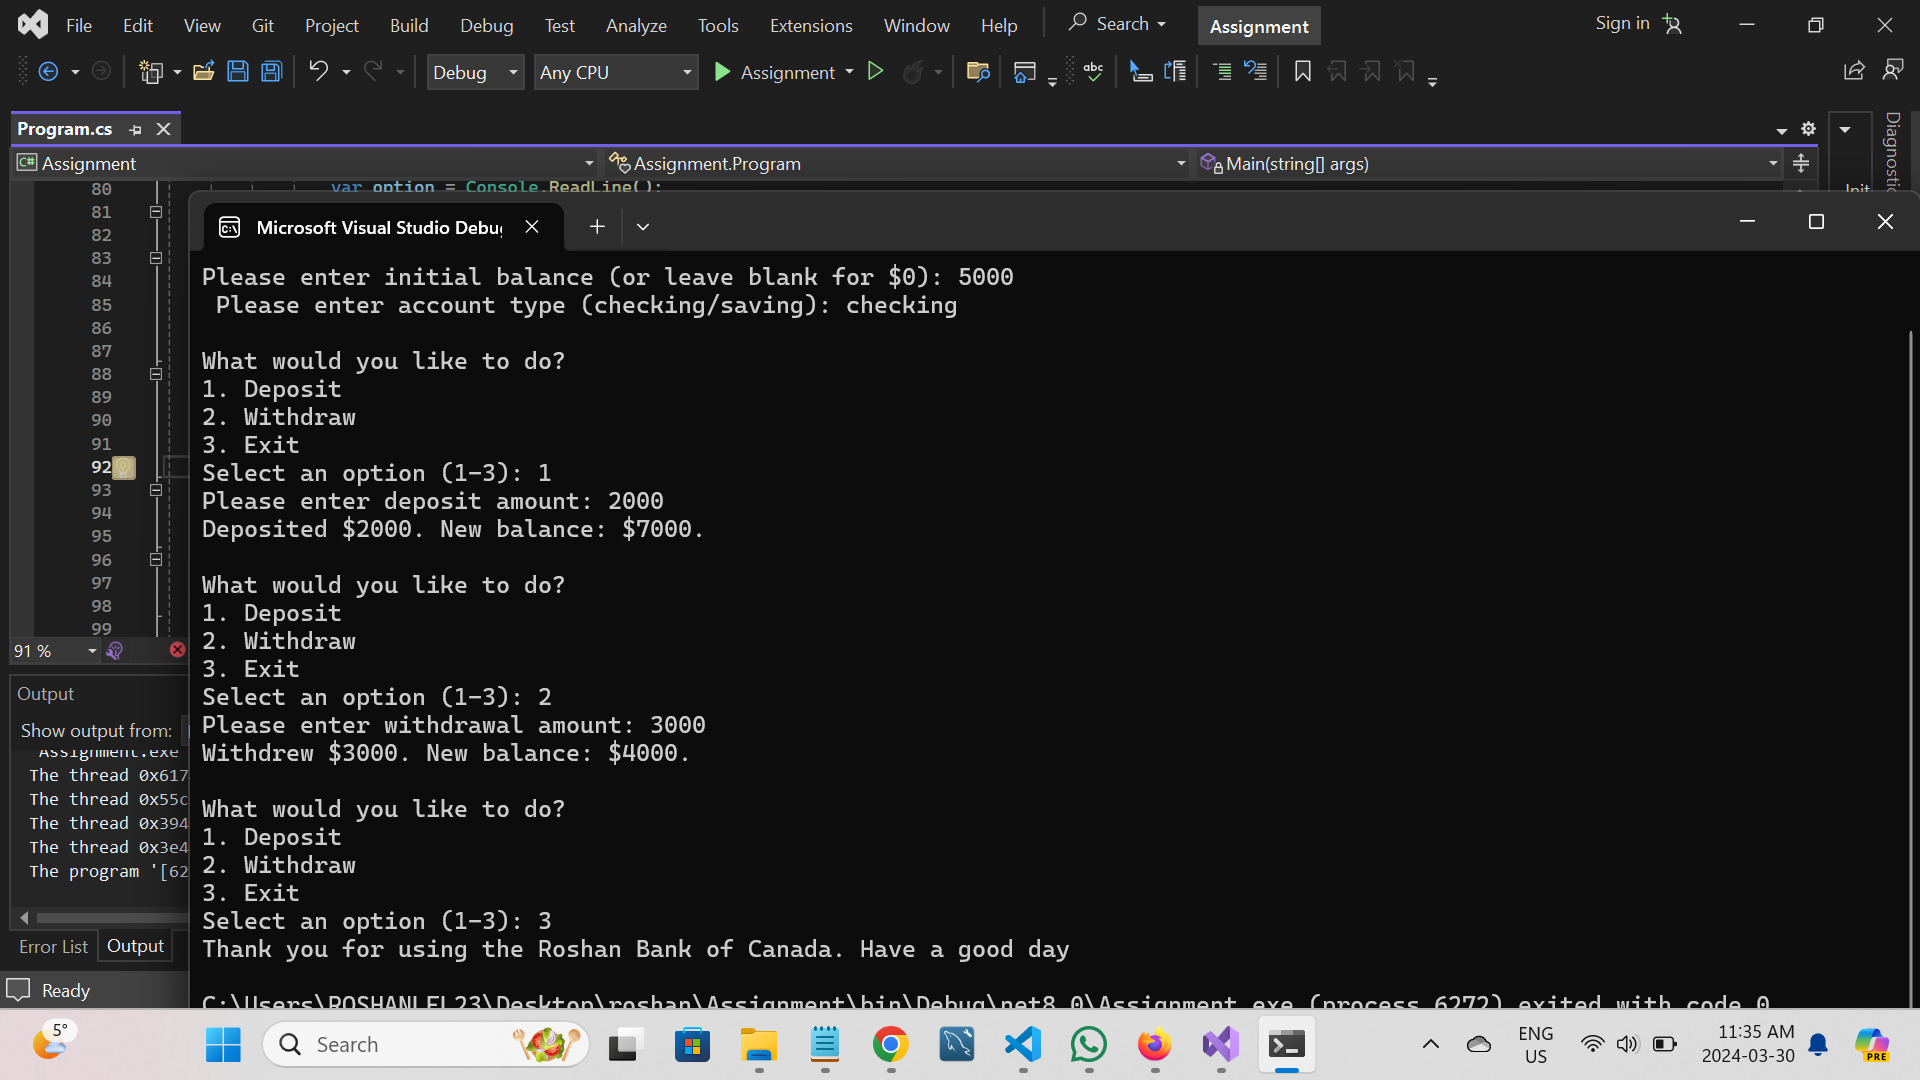 File Edit View Git Project Build Debug Test Analyze Tools Extensions Window Help Search Assignment Sign in
Debug Any CPU Assignment abc
Program.cs
Diagnostic
C# Assignment Assignment.Program Main(string[] args)
Init
80 var option = Console.ReadLine();
81
82
83
84
85
86
87
88
89
90
91
92
93
94
95
96
97
98
99
91 %
Output
Show output from:
'Assignment.exe
The thread 0x617
The thread 0x55c
The thread 0x394
The thread 0x3e4
The program '[62
Error List Output
Ready
Microsoft Visual Studio Debu
Please enter initial balance (or leave blank for $0): 5000
Please enter account type (checking/saving): checking
What would you like to do?
1. Deposit
2. Withdraw
3. Exit
Select an option (1-3): 1
Please enter deposit amount: 2000
Deposited $2000. New balance: $7000.
What would you like to do?
1. Deposit
2. Withdraw
3. Exit
Select an option (1-3): 2
Please enter withdrawal amount: 3000
Withdrew $3000. New balance: $4000.
What would you like to do?
1. Deposit
2. Withdraw
3. Exit
Select an option (1-3): 3
Thank you for using the Roshan Bank of Canada. Have a good day
C:\Users\ROSHANLEL23\Desktop\roshan\Assignment\bin\Debug\net8.0\Assignment.exe (process 6272) exited with code 0
5°
Search
ENG
US
11:35 AM
2024-03-30
PRE